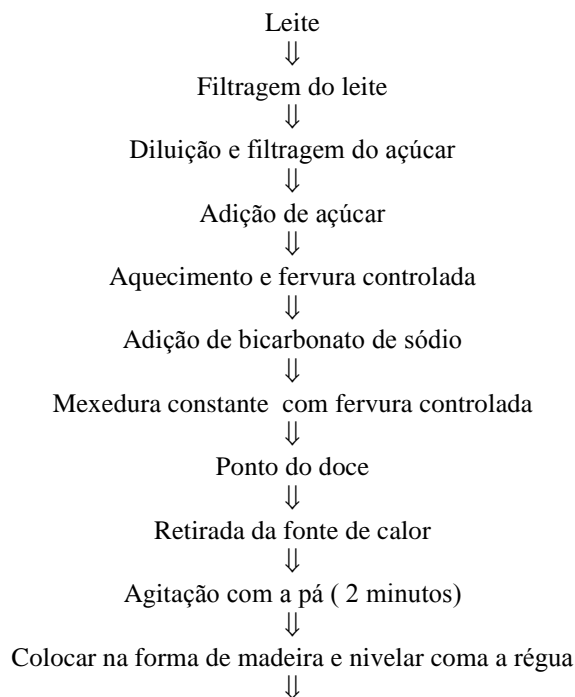 Leite
⇓
Filtragem do leite
⇓
Diluição e filtragem do açúcar
⇓
Adição de açúcar
⇓
Aquecimento e fervura controlada
⇓
Adição de bicarbonato de sódio
⇓
Mexedura constante  com fervura controlada
⇓
Ponto do doce
⇓
Retirada da fonte de calor
⇓
Agitação com a pá ( 2 minutos)
⇓
Colocar na forma de madeira e nivelar coma a régua
⇓